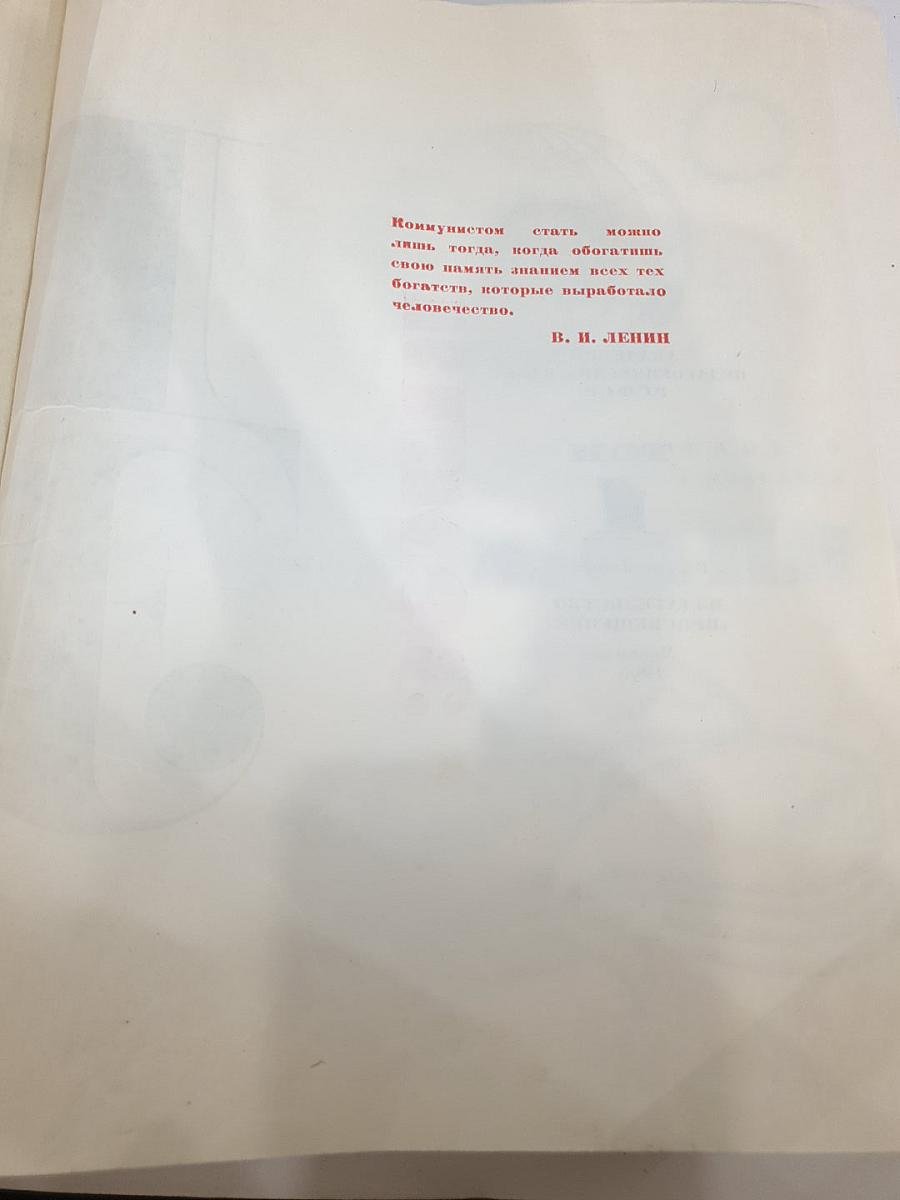 Коммунистом стать можно
лишь тогда, когда обогатишь
свою память знанием всех тех
богатств, которые выработало
человечество.
В. И. ЛЕНИН